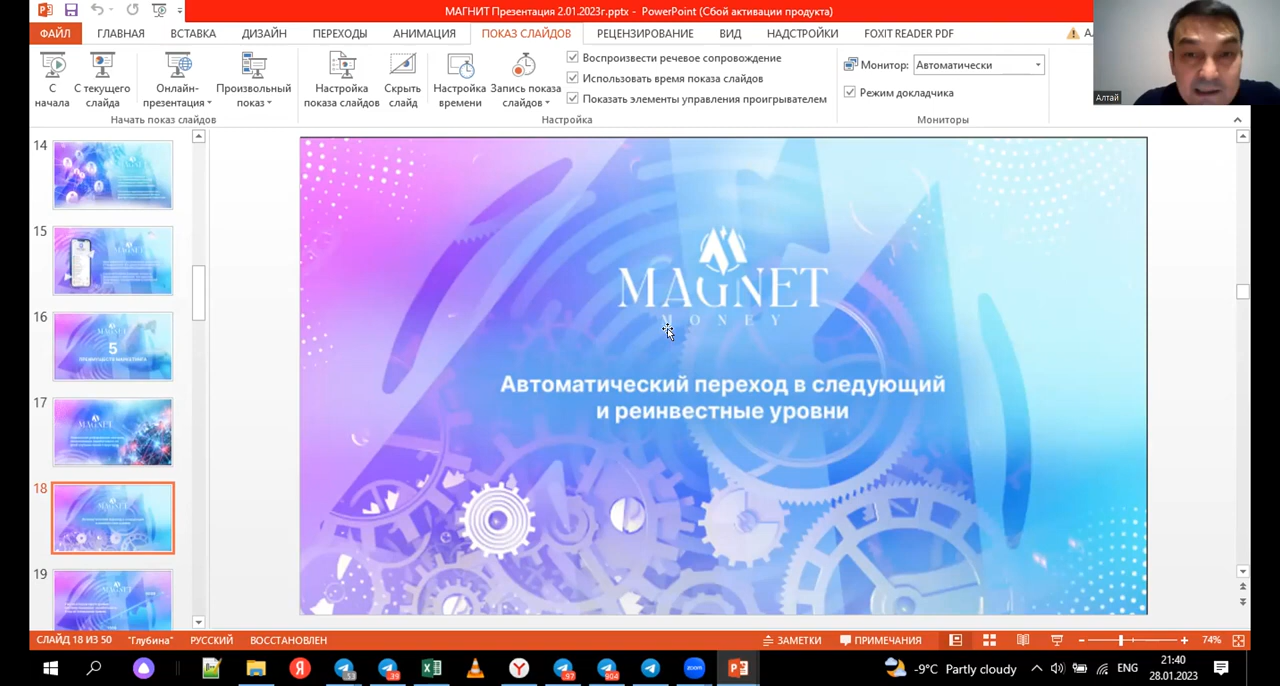 МАГНИТ Презентация 2.01.2023г.pptx - PowerPoint (Сбой активации продукта)
ФАЙЛ ГЛАВНАЯ ВСТАВКА ДИЗАЙН ПЕРЕХОДЫ АНИМАЦИЯ ПОКАЗ СЛАЙДОВ РЕЦЕНЗИРОВАНИЕ ВИД НАДСТРОЙКИ FOXIT READER PDF
С начала
С текущего слайда
Онлайн-презентация
Произвольный показ
Начать показ слайдов
Настройка показа слайдов
Скрыть слайд
Настройка времени
Запись показа слайдов
Воспроизвести речевое сопровождение
Использовать время показа слайдов
Показать элементы управления проигрывателем
Настройка
Монитор: Автоматически
Режим докладчика
Мониторы
Алтай
14
15
16
MAGNET
5
ПРЕИМУЩЕСТВ МАРКЕТИНГА
17
18
19
MAGNET
MONEY
Автоматический переход в следующий
и реинвестные уровни
СЛАЙД 18 ИЗ 50 "Глубина" РУССКИЙ ВОССТАНОВЛЕН ЗАМЕТКИ ПРИМЕЧАНИЯ 74%
-9°C Partly cloudy ENG 21:40
28.01.2023